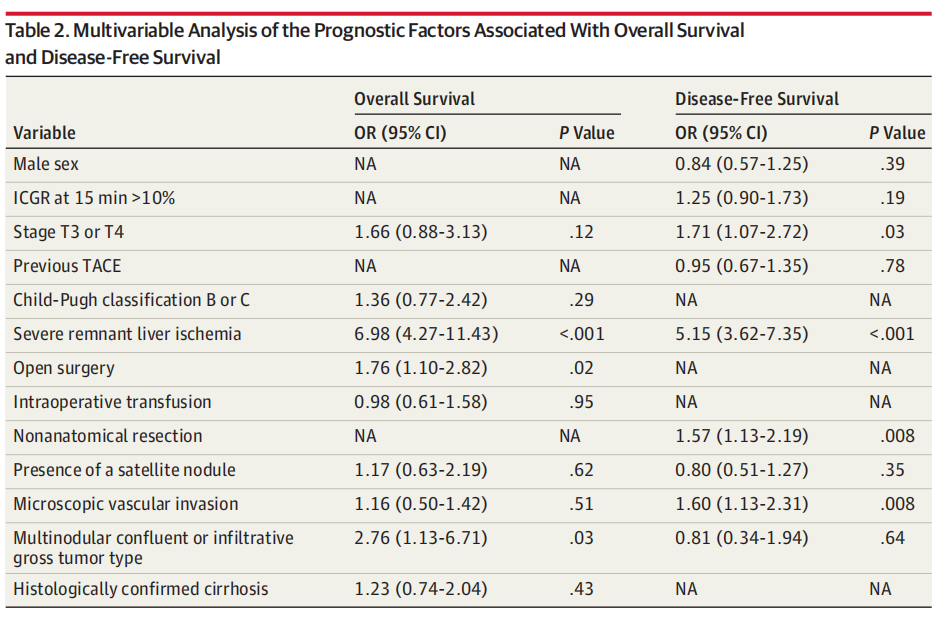 Table 2. Multivariable Analysis of the Prognostic Factors Associated With Overall Survival
and Disease-Free Survival
Overall Survival Disease-Free Survival
Variable OR (95% CI) P Value OR (95% CI) P Value
Male sex NA NA 0.84 (0.57-1.25) .39
ICGR at 15 min >10% NA NA 1.25 (0.90-1.73) .19
Stage T3 or T4 1.66 (0.88-3.13) .12 1.71 (1.07-2.72) .03
Previous TACE NA NA 0.95 (0.67-1.35) .78
Child-Pugh classification B or C 1.36 (0.77-2.42) .29 NA NA
Severe remnant liver ischemia 6.98 (4.27-11.43) <.001 5.15 (3.62-7.35) <.001
Open surgery 1.76 (1.10-2.82) .02 NA NA
Intraoperative transfusion 0.98 (0.61-1.58) .95 NA NA
Nonanatomical resection NA NA 1.57 (1.13-2.19) .008
Presence of a satellite nodule 1.17 (0.63-2.19) .62 0.80 (0.51-1.27) .35
Microscopic vascular invasion 1.16 (0.50-1.42) .51 1.60 (1.13-2.31) .008
Multinodular confluent or infiltrative 2.76 (1.13-6.71) .03 0.81 (0.34-1.94) .64
gross tumor type
Histologically confirmed cirrhosis 1.23 (0.74-2.04) .43 NA NA